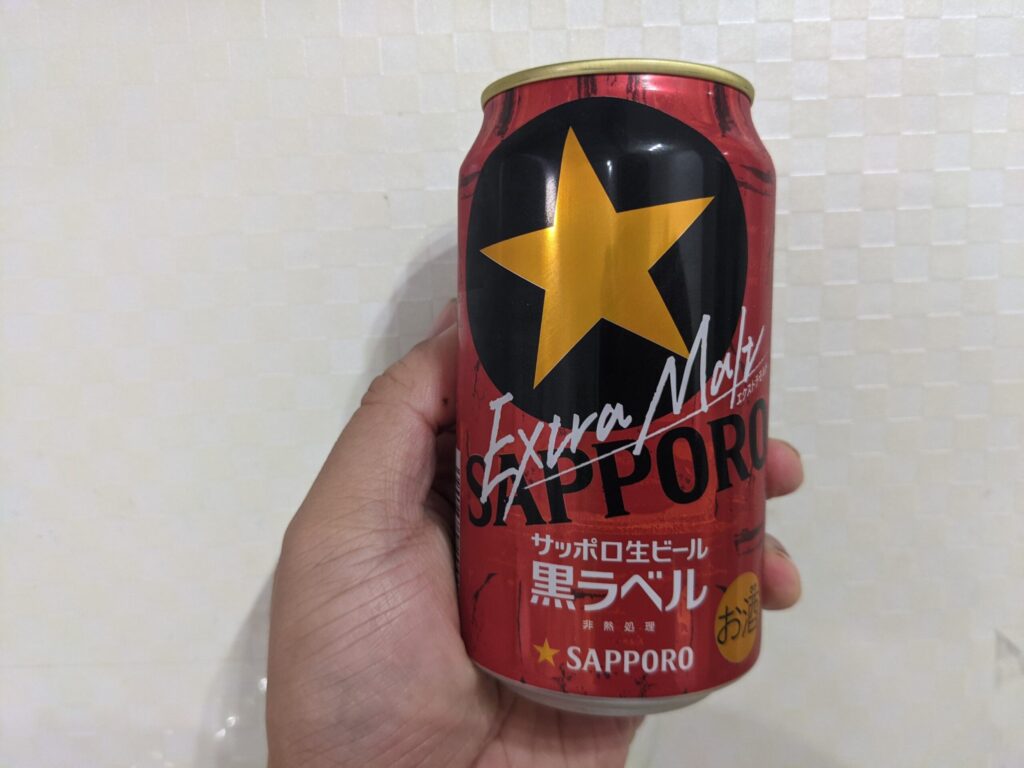 Extra Malt
エクストラモルト
SAPPORO
サッポロ生ビール
黒ラベル
非熱処理
お酒
SAPPORO